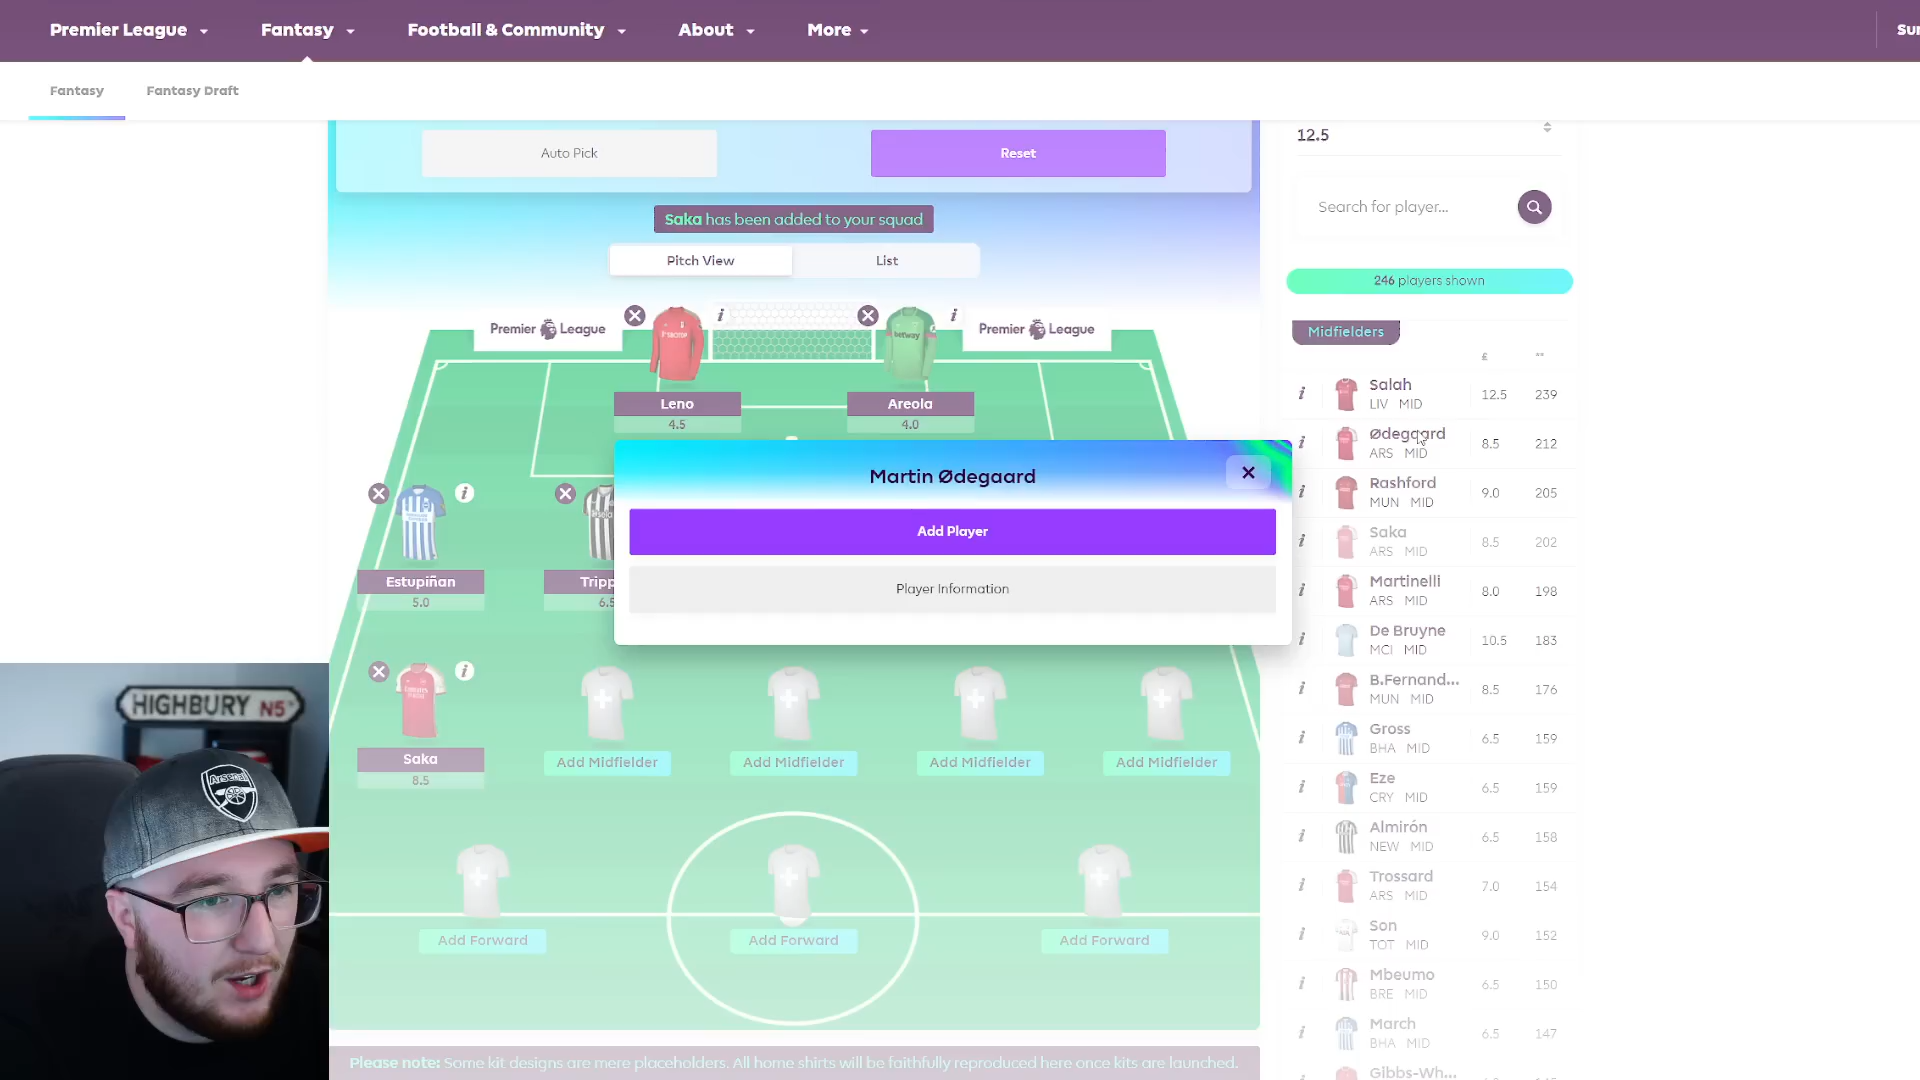 Premier League
Fantasy
Football & Community
About
More
Fantasy
Fantasy Draft
12.5
Auto Pick
Reset
Search for player...
Saka has been added to your squad
Pitch View
List
246 players shown
Premier League
Premier League
Midfielders
£
**
Leno
4.5
Areola
4.0
Salah
LIV MID
12.5
239
Ødegaard
ARS MID
8.5
212
Martin Ødegaard
Add Player
Player Information
Rashford
MUN MID
9.0
205
Saka
ARS MID
8.5
202
Estupiñan
5.0
Tripp
6.5
Martinelli
ARS MID
8.0
198
De Bruyne
MCI MID
10.5
183
B.Fernand...
MUN MID
8.5
176
Saka
8.5
Add Midfielder
Add Midfielder
Add Midfielder
Add Midfielder
Gross
BHA MID
6.5
159
Eze
CRY MID
6.5
159
Almirón
NEW MID
6.5
158
Trossard
ARS MID
7.0
154
Add Forward
Add Forward
Add Forward
Son
TOT MID
9.0
152
Mbeumo
BRE MID
6.5
150
March
BHA MID
6.5
147
Gibbs-Wh...
HIGHBURY N5
Arsenal
Please note: Some kit designs are mere placeholders. All home shirts will be faithfully reproduced here once kits are launched.